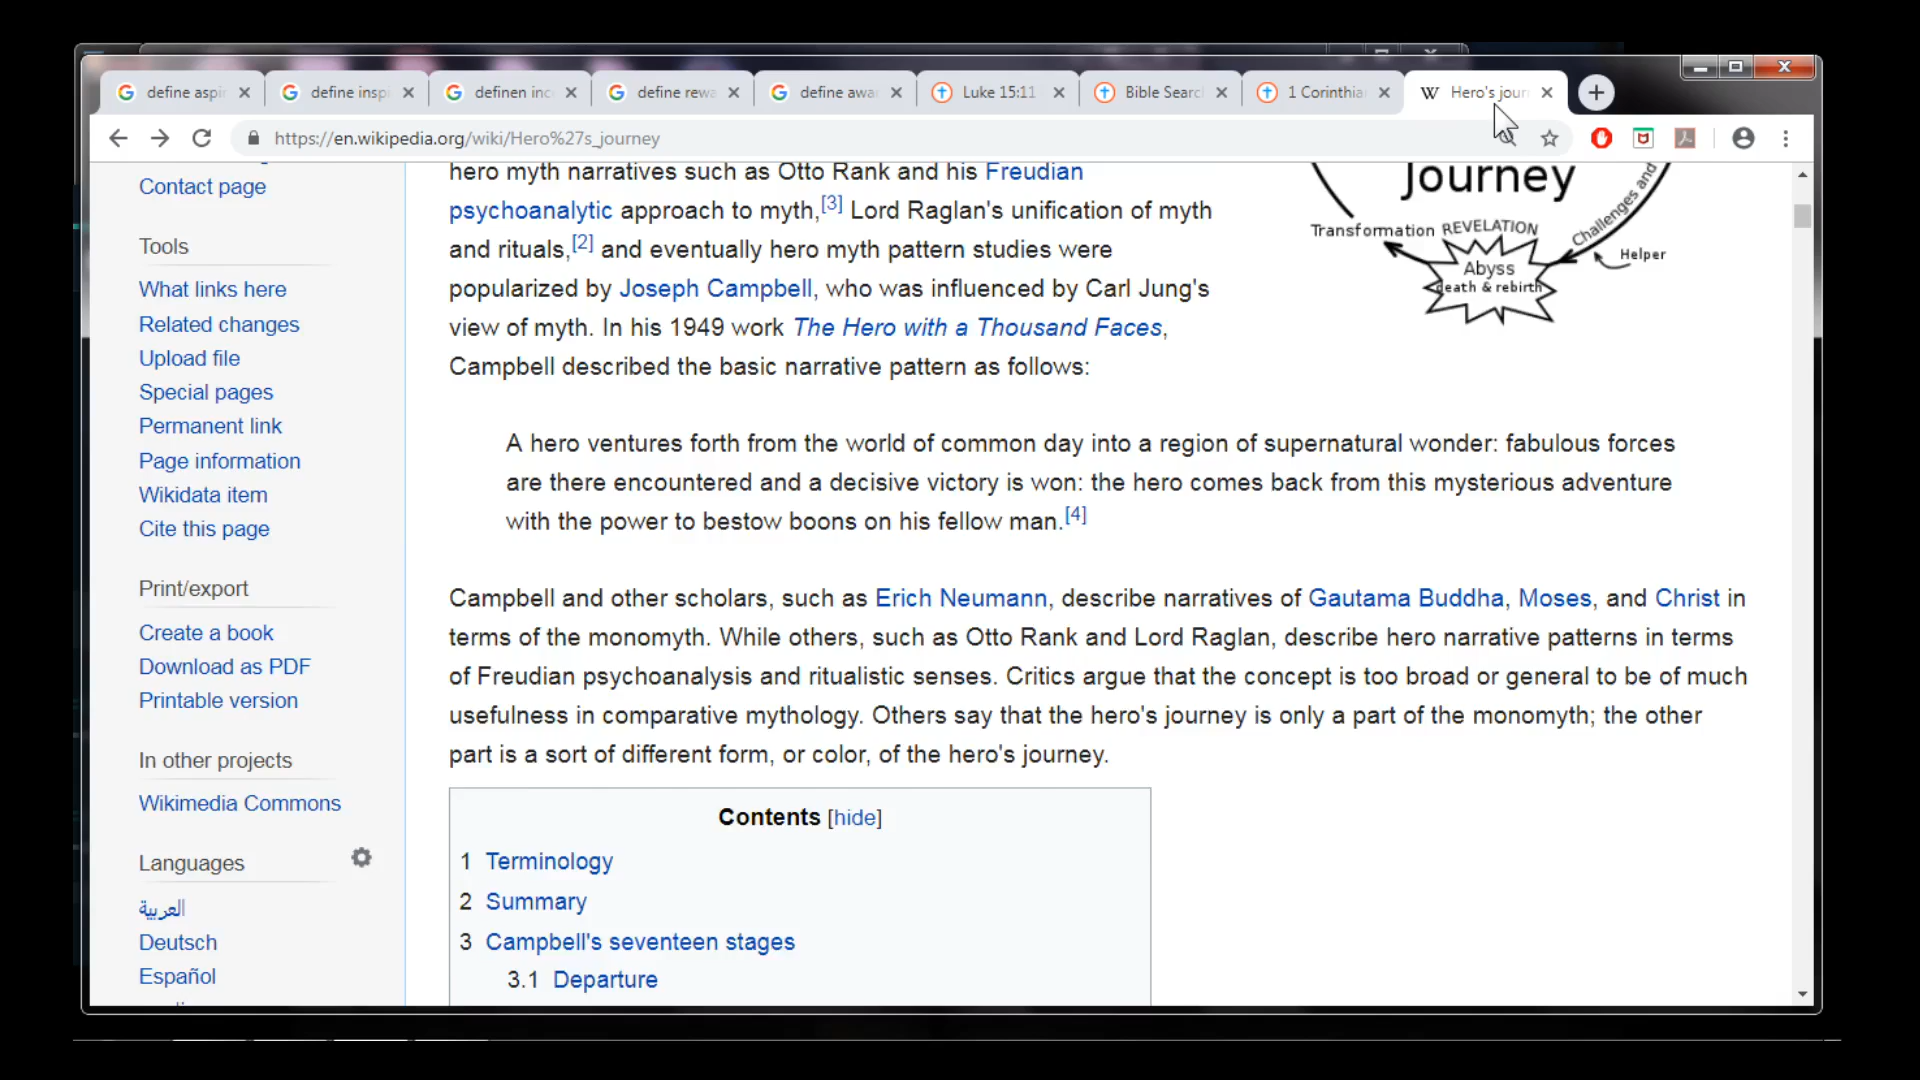 define aspi
define insp
definen inc
define rewa
define awa
Luke 15:11
Bible Searc
1 Corinthia
Hero's journ
https://en.wikipedia.org/wiki/Hero%27s_journey
Contact page
Tools
What links here
Related changes
Upload file
Special pages
Permanent link
Page information
Wikidata item
Cite this page
Print/export
Create a book
Download as PDF
Printable version
In other projects
Wikimedia Commons
Languages
العربية
Deutsch
Español
hero myth narratives such as Otto Rank and his Freudian
psychoanalytic approach to myth,[3] Lord Raglan's unification of myth
and rituals,[2] and eventually hero myth pattern studies were
popularized by Joseph Campbell, who was influenced by Carl Jung's
view of myth. In his 1949 work The Hero with a Thousand Faces,
Campbell described the basic narrative pattern as follows:
Journey
Challenges and
Transformation
REVELATION
Helper
Abyss
death & rebirth
A hero ventures forth from the world of common day into a region of supernatural wonder: fabulous forces
are there encountered and a decisive victory is won: the hero comes back from this mysterious adventure
with the power to bestow boons on his fellow man.[4]
Campbell and other scholars, such as Erich Neumann, describe narratives of Gautama Buddha, Moses, and Christ in
terms of the monomyth. While others, such as Otto Rank and Lord Raglan, describe hero narrative patterns in terms
of Freudian psychoanalysis and ritualistic senses. Critics argue that the concept is too broad or general to be of much
usefulness in comparative mythology. Others say that the hero's journey is only a part of the monomyth; the other
part is a sort of different form, or color, of the hero's journey.
Contents [hide]
1 Terminology
2 Summary
3 Campbell's seventeen stages
3.1 Departure